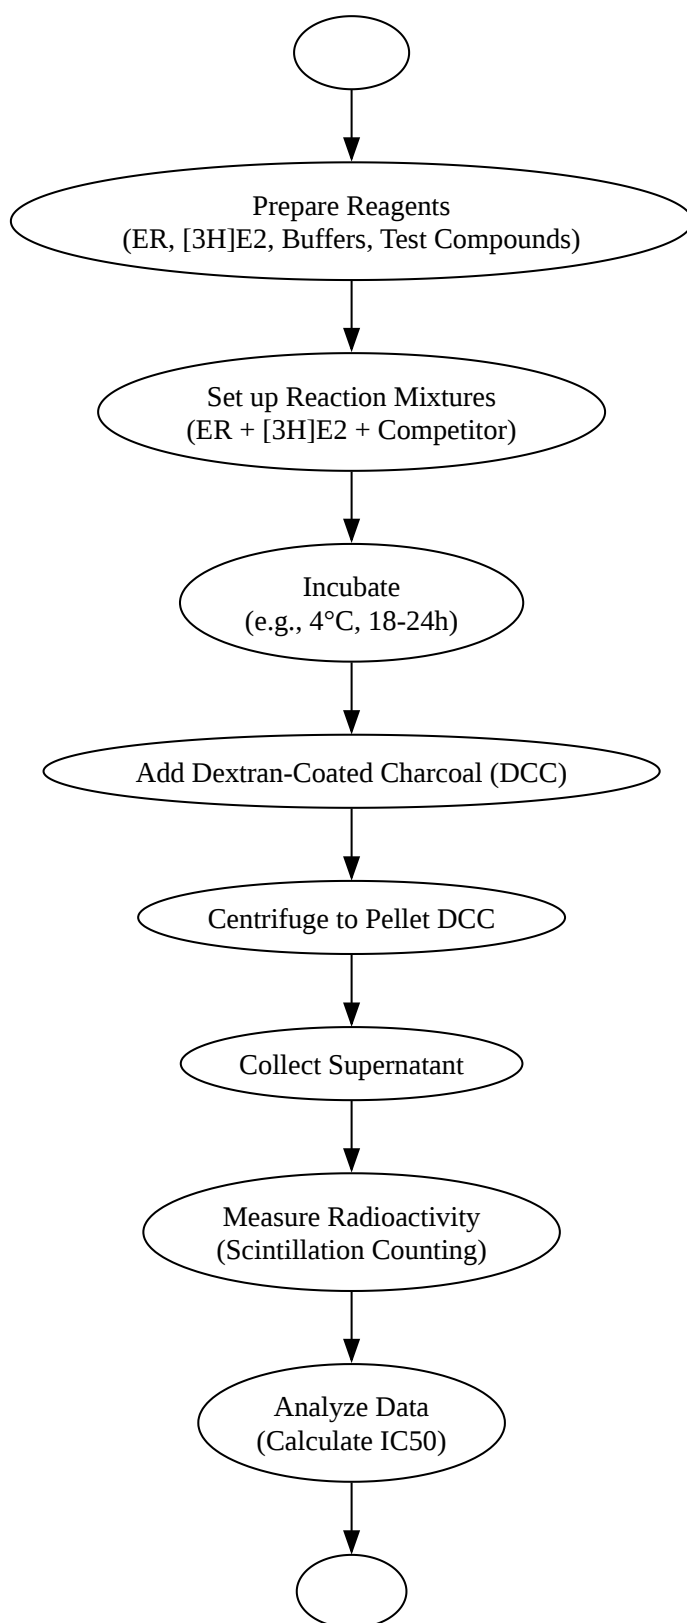 Prepare Reagents
(ER, [3H]E2, Buffers, Test Compounds)
Set up Reaction Mixtures
(ER + [3H]E2 + Competitor)
Incubate
(e.g., 4°C, 18-24h)
Add Dextran-Coated Charcoal (DCC)
Centrifuge to Pellet DCC
Collect Supernatant
Measure Radioactivity
(Scintillation Counting)
Analyze Data
(Calculate IC50)